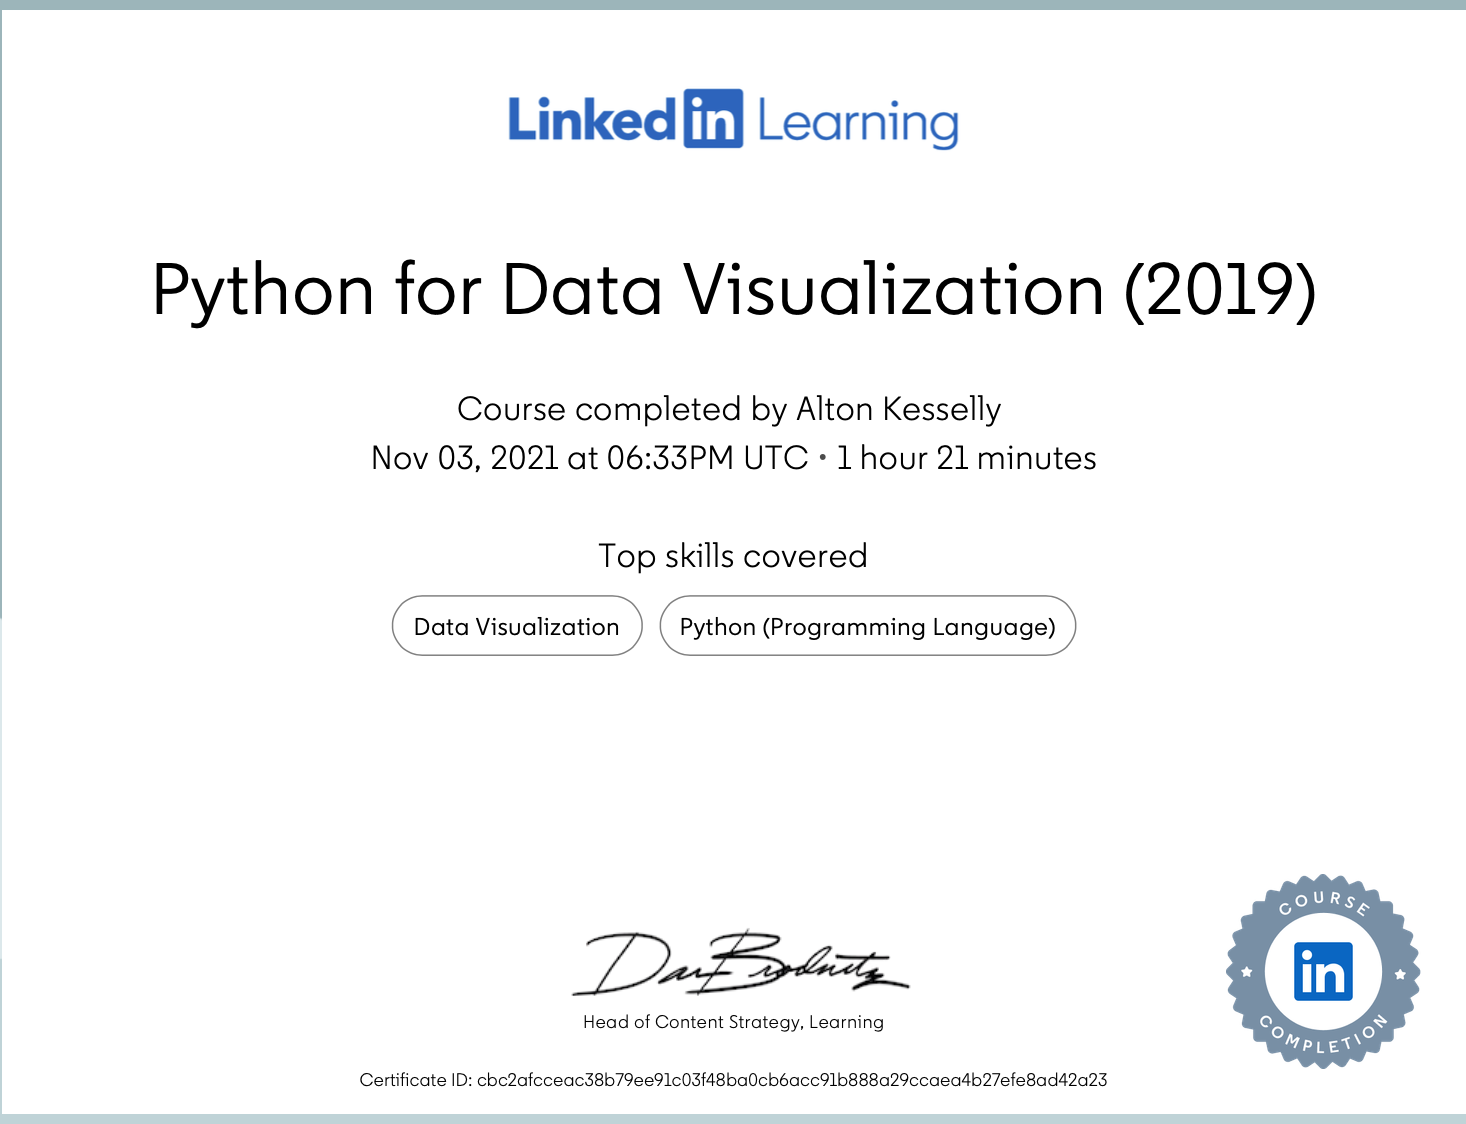 LinkedIn Learning
Python for Data Visualization (2019)
Course completed by Alton Kesselly
Nov 03, 2021 at 06:33PM UTC • 1 hour 21 minutes
Top skills covered
Data Visualization
Python (Programming Language)
Dan Brodnitz
Head of Content Strategy, Learning
COURSE
in
COMPLETION
Certificate ID: cbc2afcceac38b79ee91c03f48ba0cb6acc91b888a29ccaea4b27efe8ad42a23